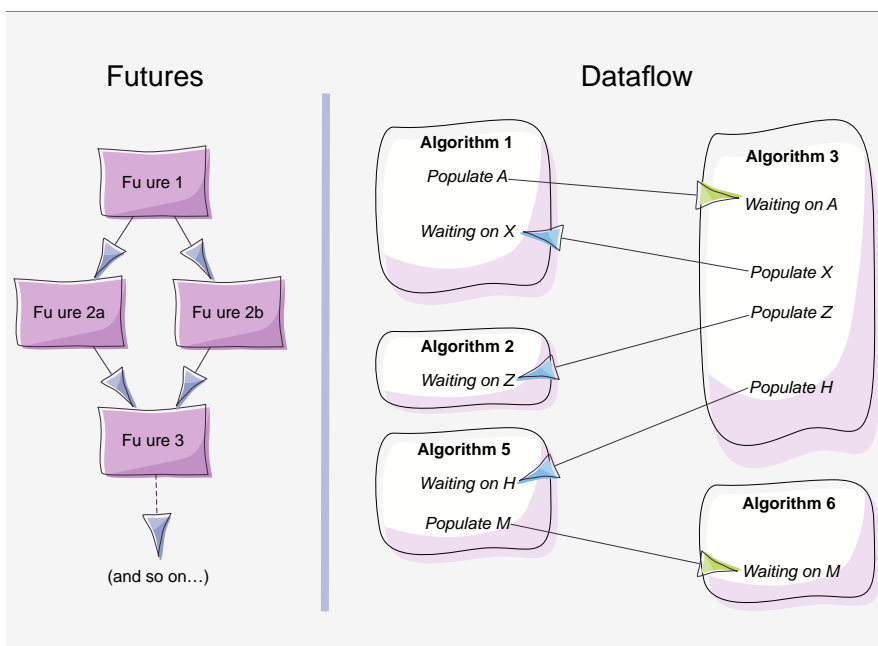 Futures
Fu ure 1
Fu ure 2a
Fu ure 2b
Fu ure 3
(and so on…)
Dataflow
Algorithm 1
Populate A
Waiting on X
Algorithm 2
Waiting on Z
Algorithm 5
Waiting on H
Populate M
Algorithm 3
Waiting on A
Populate X
Populate Z
Populate H
Algorithm 6
Waiting on M